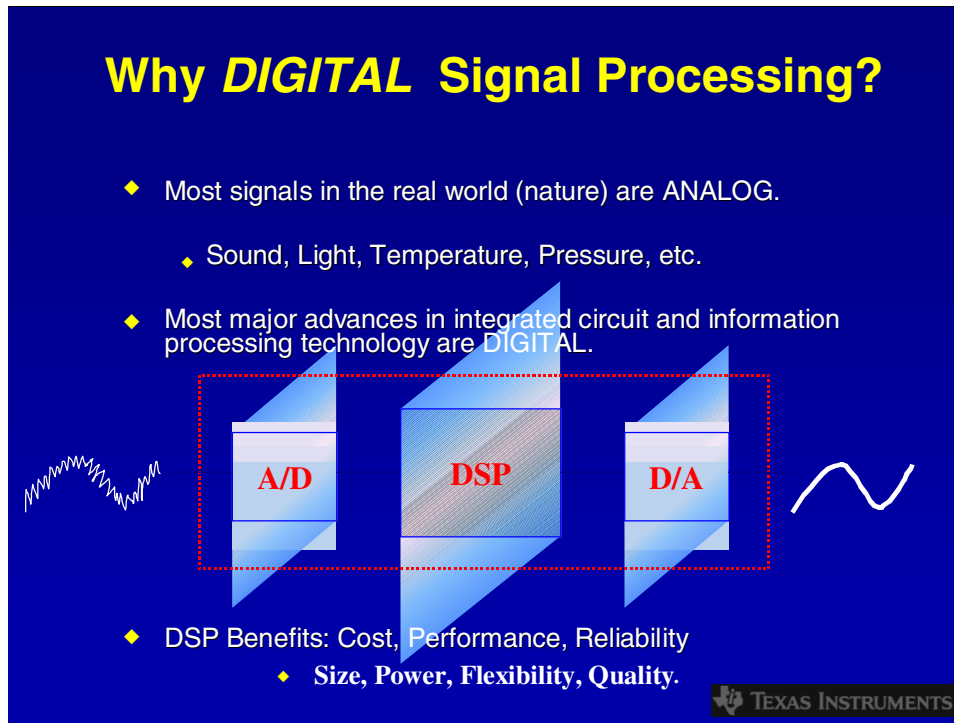 Why DIGITAL Signal Processing?
Most signals in the real world (nature) are ANALOG.
Sound, Light, Temperature, Pressure, etc.
Most major advances in integrated circuit and information
processing technology are DIGITAL.
A/D
DSP
D/A
DSP Benefits: Cost, Performance, Reliability
Size, Power, Flexibility, Quality.
TEXAS INSTRUMENTS